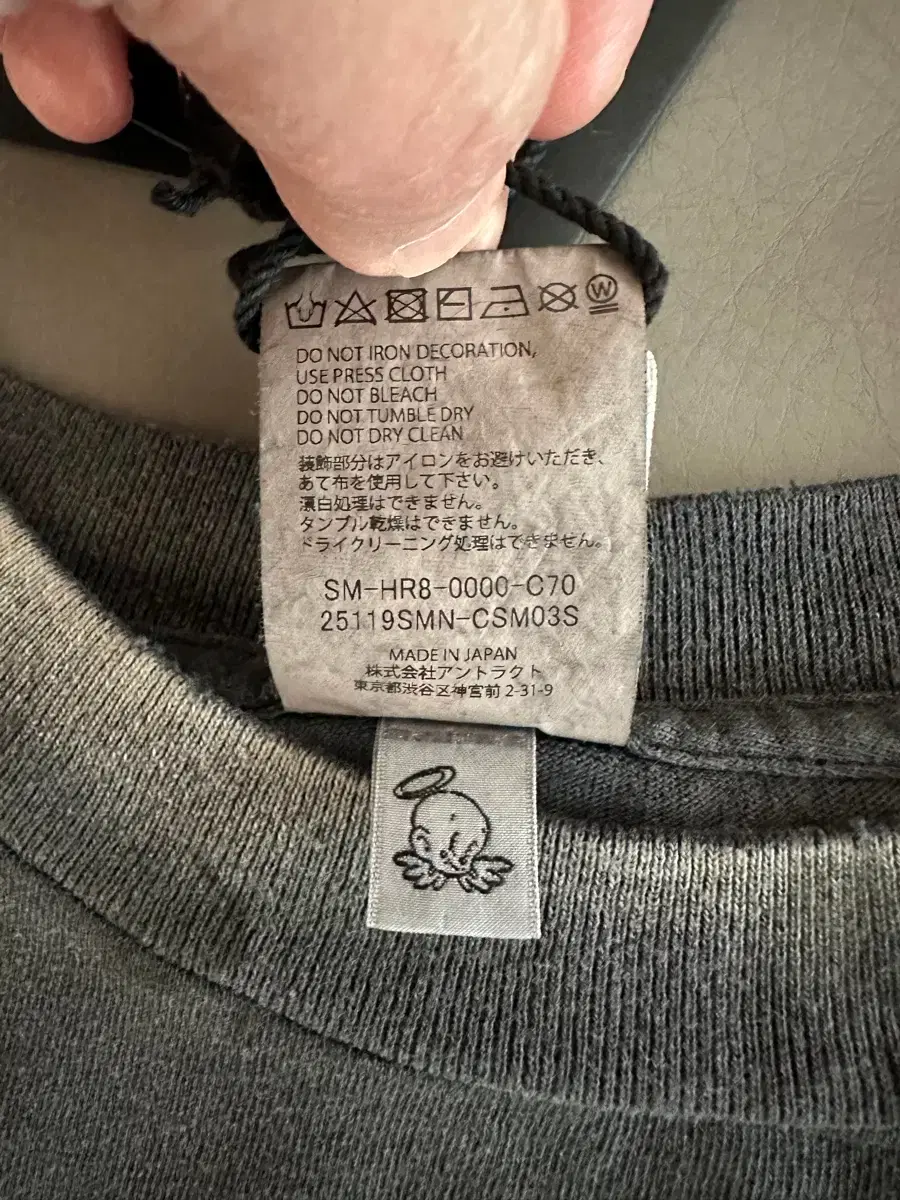 W
DO NOT IRON DECORATION,
USE PRESS CLOTH
DO NOT BLEACH
DO NOT TUMBLE DRY
DO NOT DRY CLEAN
装飾部分はアイロンをお避けいただき、
あて布を使用して下さい。
漂白処理はできません。
タンブル乾燥はできません。
ドライクリーニング処理はできません。
SM-HR8-0000-C70
25119SMN-CSM03S
MADE IN JAPAN
株式会社アントラクト
東京都渋谷区神宮前 2-31-9